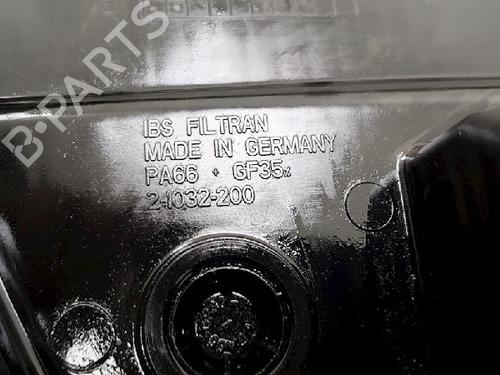 B-PARTS
IBS FILTRAN
MADE IN GERMANY
PA66 + GF35%
24032-200